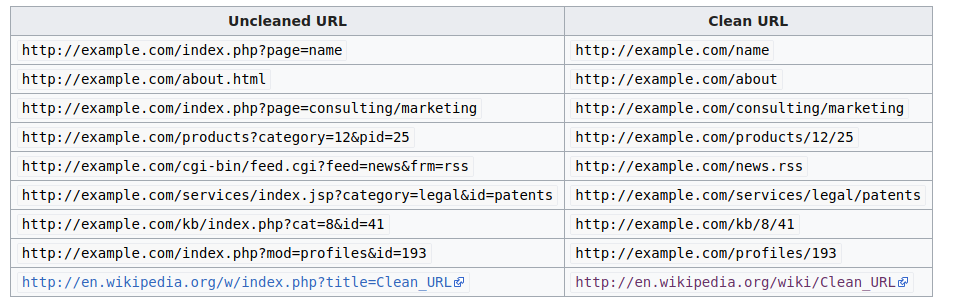 Uncleaned URL Clean URL
http://example.com/index.php?page=name http://example.com/name
http://example.com/about.html http://example.com/about
http://example.com/index.php?page=consulting/marketing http://example.com/consulting/marketing
http://example.com/products?category=12&pid=25 http://example.com/products/12/25
http://example.com/cgi-bin/feed.cgi?feed=news&frm=rss http://example.com/news.rss
http://example.com/services/index.jsp?category=legal&id=patents http://example.com/services/legal/patents
http://example.com/kb/index.php?cat=8&id=41 http://example.com/kb/8/41
http://example.com/index.php?mod=profiles&id=193 http://example.com/profiles/193
http://en.wikipedia.org/w/index.php?title=Clean_URL http://en.wikipedia.org/wiki/Clean_URL